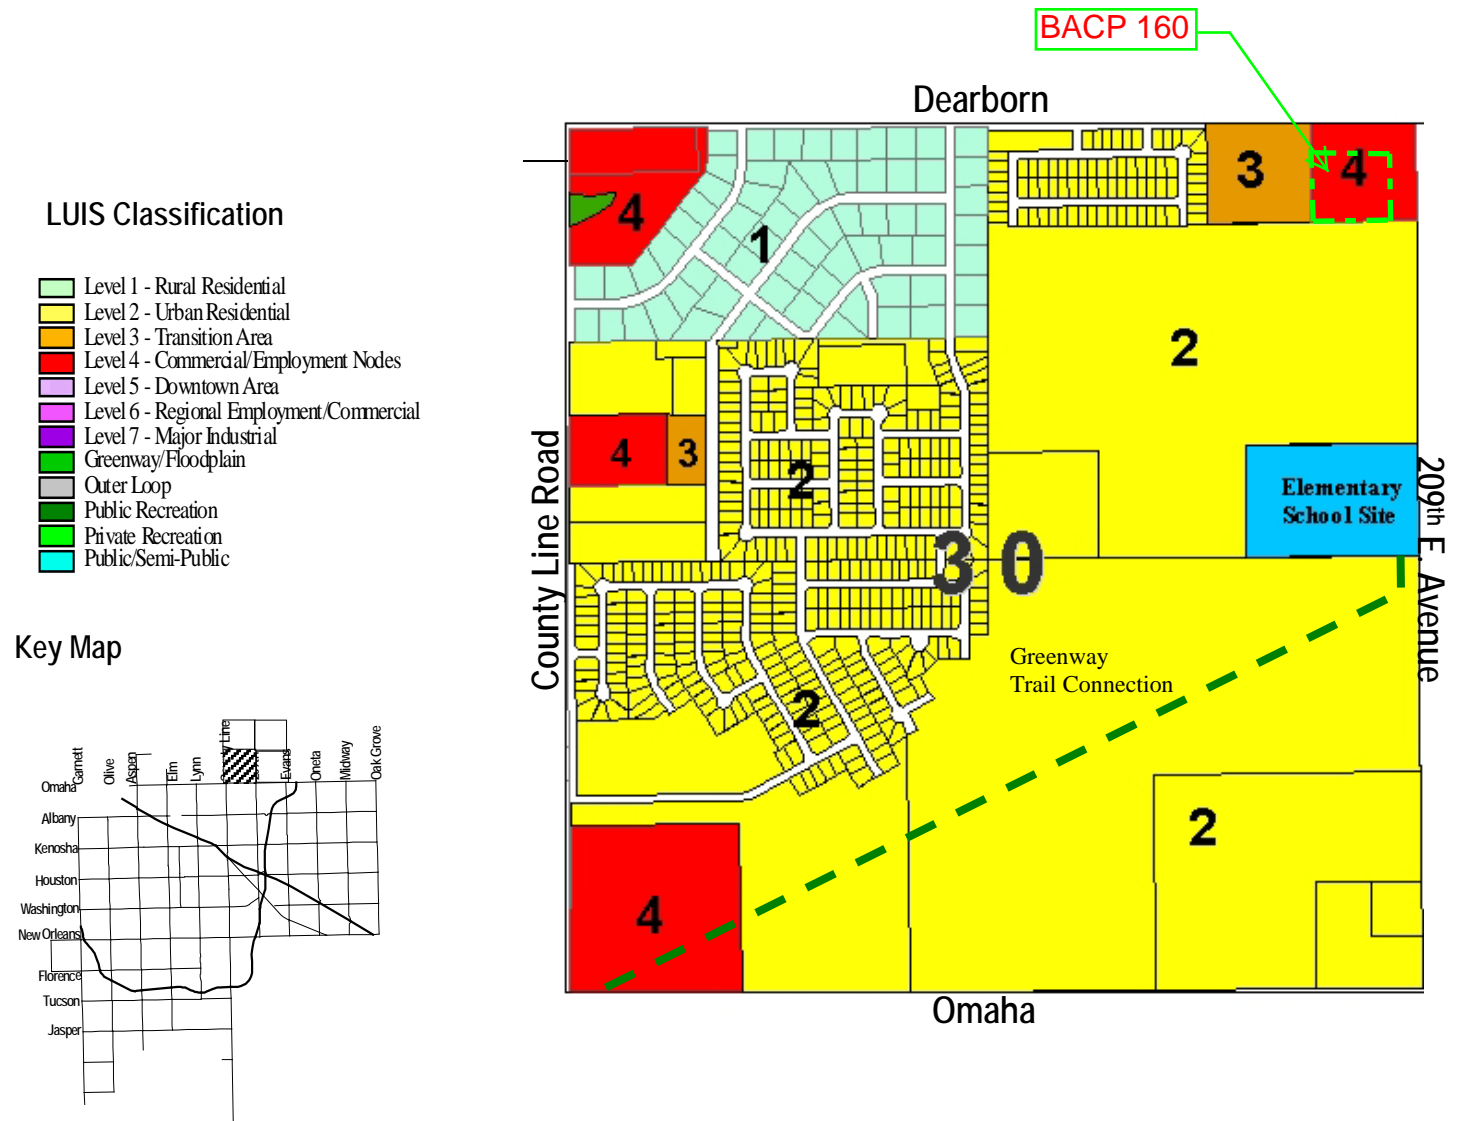 BACP 160
Dearborn
3
4
4
1
LUIS Classification
Level 1 - Rural Residential
Level 2 - Urban Residential
Level 3 - Transition Area
Level 4 - Commercial/Employment Nodes
Level 5 - Downtown Area
Level 6 - Regional Employment/Commercial
Level 7 - Major Industrial
Greenway/Floodplain
Outer Loop
Public Recreation
Private Recreation
Public/Semi-Public
2
4
3
2
Elementary
School Site
County Line Road
209th E. Avenue
30
Greenway
Trail Connection
2
2
4
Omaha
Key Map
Garnett
Olive
Aspen
Elm
Lynn
Line
Evans
Oneta
Midway
Oak Grove
Omaha
Albany
Kenosha
Houston
Washington
New Orleans
Florence
Tucson
Jasper